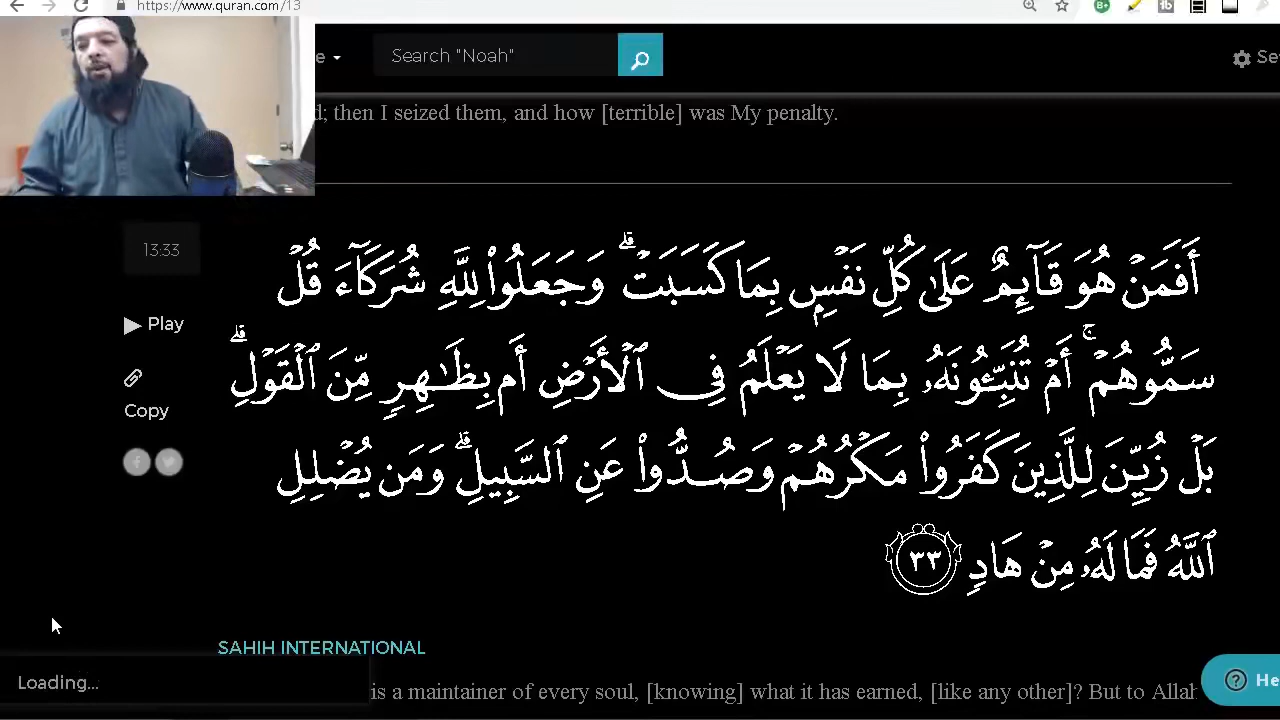 https://www.quran.com/13
e
Search "Noah"
Se
d; then I seized them, and how [terrible] was My penalty.
13:33
أَفَمَنْ هُوَ قَآئِمٌ عَلَىٰ كُلِّ نَفْسٍۭ بِمَا كَسَبَتْ ۗ وَجَعَلُوا۟ لِلَّهِ شُرَكَآءَ قُلْ
Play
سَمُّوهُمْ ۚ أَمْ تُنَبِّـُٔونَهُۥ بِمَا لَا يَعْلَمُ فِى ٱلْأَرْضِ أَم بِظَـٰهِرٍۢ مِّنَ ٱلْقَوْلِ ۗ
Copy
بَلْ زُيِّنَ لِلَّذِينَ كَفَرُوا۟ مَكْرُهُمْ وَصُدُّوا۟ عَنِ ٱلسَّبِيلِ ۗ وَمَن يُضْلِلِ
ٱللَّهُ فَمَا لَهُۥ مِنْ هَادٍۢ ٣٣
SAHIH INTERNATIONAL
Loading...
is a maintainer of every soul, [knowing] what it has earned, [like any other]? But to Allah
He